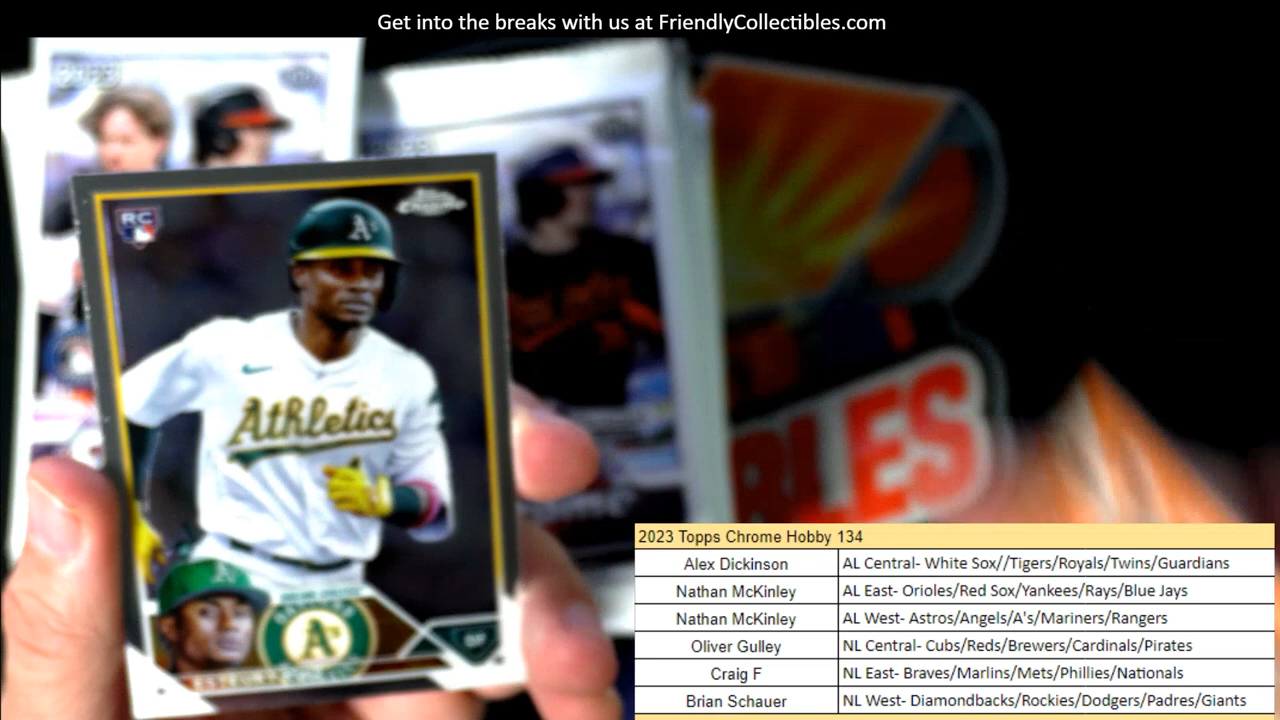 Get into the breaks with us at FriendlyCollectibles.com
RC
A's
Athletics
A's
BLES
2023 Topps Chrome Hobby 134
Alex Dickinson AL Central- White Sox//Tigers/Royals/Twins/Guardians
Nathan McKinley AL East- Orioles/Red Sox/Yankees/Rays/Blue Jays
Nathan McKinley AL West- Astros/Angels/A's/Mariners/Rangers
Oliver Gulley NL Central- Cubs/Reds/Brewers/Cardinals/Pirates
Craig F NL East- Braves/Marlins/Mets/Phillies/Nationals
Brian Schauer NL West- Diamondbacks/Rockies/Dodgers/Padres/Giants